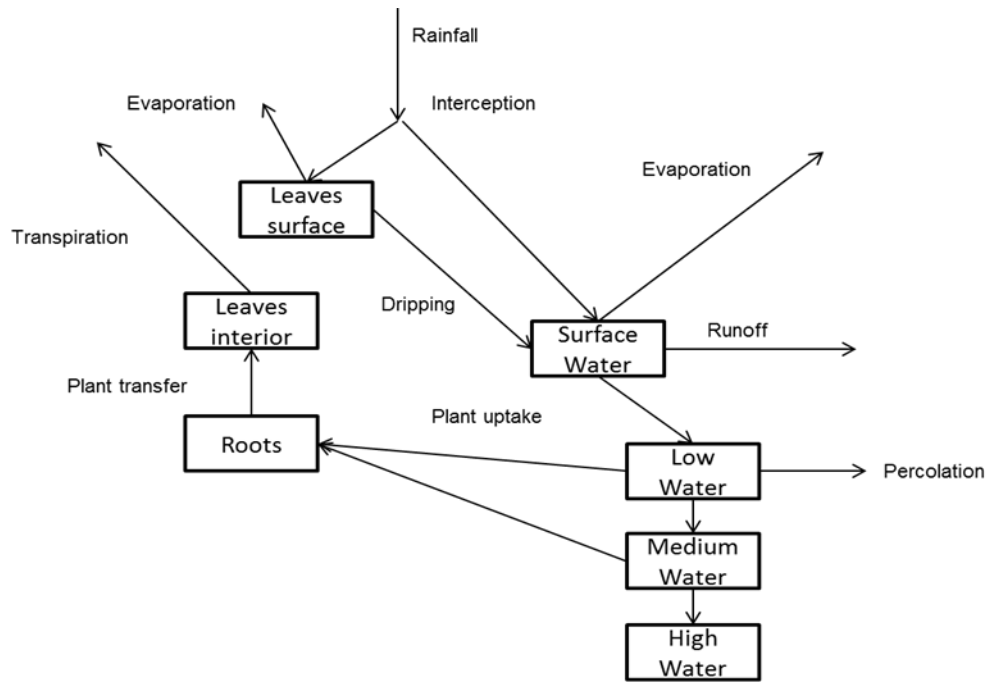 Rainfall
Evaporation
Interception
Evaporation
Leaves
surface
Transpiration
Leaves
interior
Dripping
Surface
Water
Runoff
Plant transfer
Plant uptake
Roots
Low
Water
Percolation
Medium
Water
High
Water